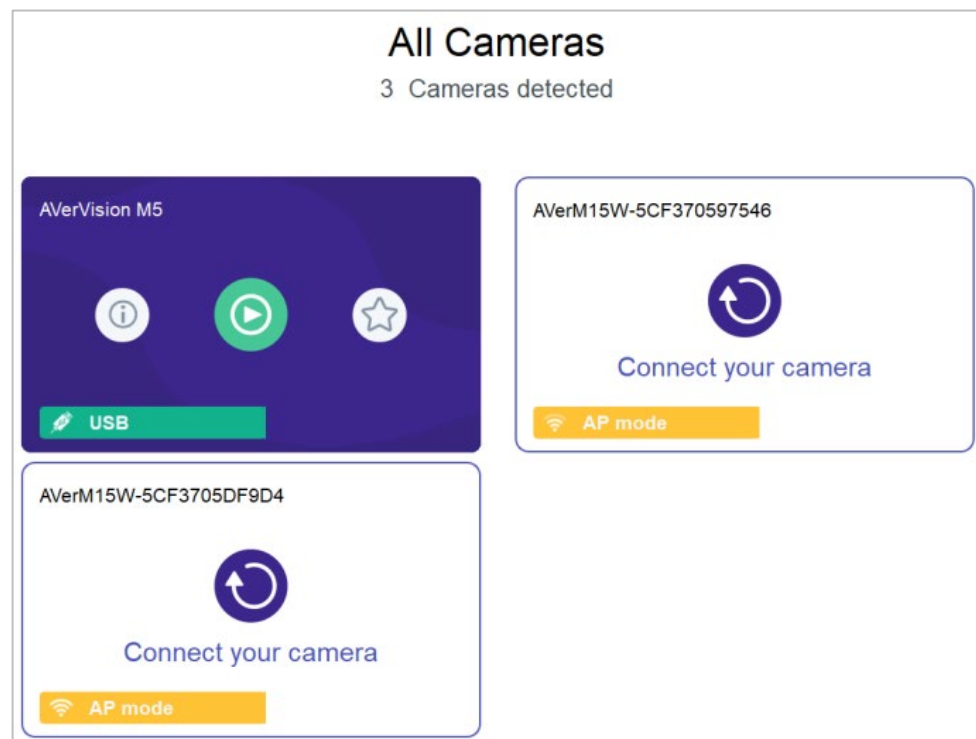 All Cameras
3 Cameras detected
AVerVision M5
USB
AVerM15W-5CF370597546
Connect your camera
AP mode
AVerM15W-5CF3705DF9D4
Connect your camera
AP mode